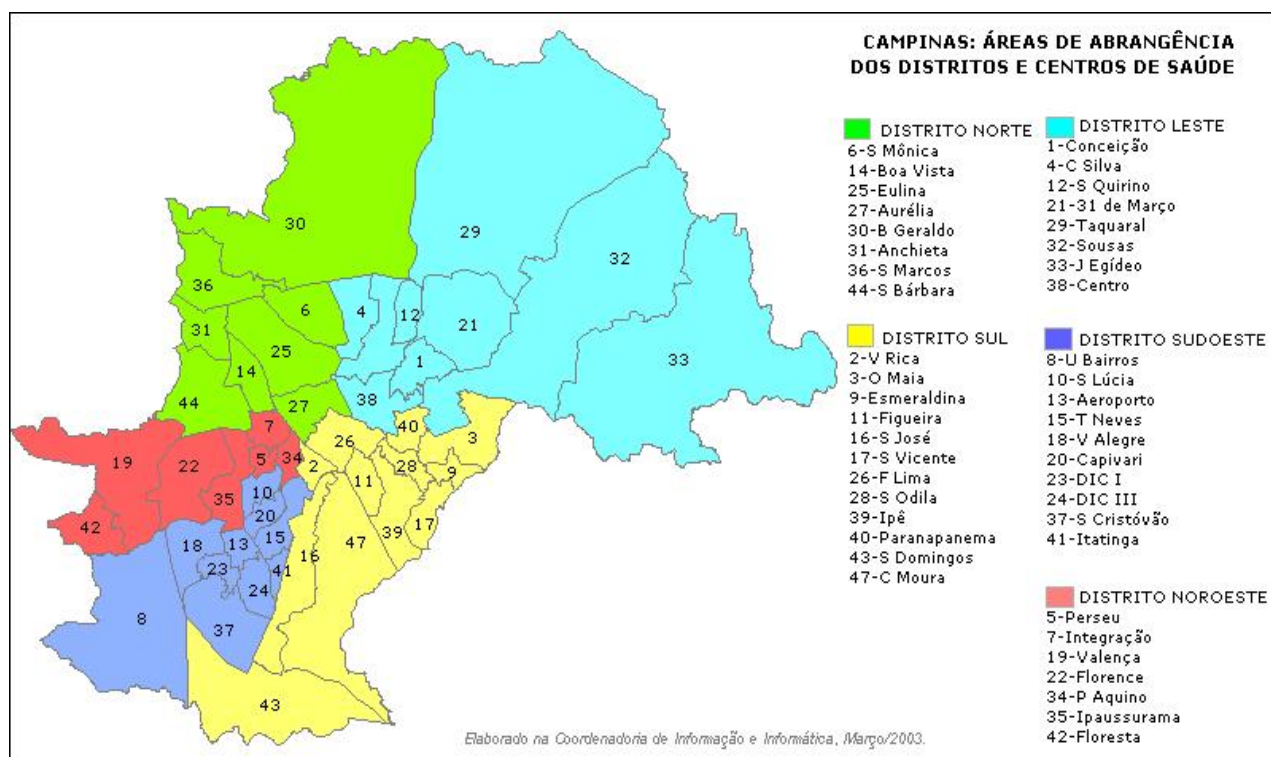 CAMPINAS: ÁREAS DE ABRANGÊNCIA
DOS DISTRITOS E CENTROS DE SAÚDE
DISTRITO NORTE
6-S Mônica
14-Boa Vista
25-Eulina
27-Aurélia
30-B Geraldo
31-Anchieta
36-S Marcos
44-S Bárbara
DISTRITO LESTE
1-Conceição
4-C Silva
12-S Quirino
21-31 de Março
29-Taquaral
32-Sousas
33-J Egídeo
38-Centro
DISTRITO SUL
2-V Rica
3-O Maia
9-Esmeraldina
11-Figueira
16-S José
17-S Vicente
26-F Lima
28-S Odila
39-Ipê
40-Paranapanema
43-S Domingos
47-C Moura
DISTRITO SUDOESTE
8-U Bairros
10-S Lúcia
13-Aeroporto
15-T Neves
18-V Alegre
20-Capivari
23-DIC I
24-DIC III
37-S Cristóvão
41-Itatinga
DISTRITO NOROESTE
5-Perseu
7-Integração
19-Valença
22-Florence
34-P Aquino
35-Ipaussurama
42-Floresta
30
29
32
36
6
4
12
21
31
25
1
33
14
44
27
38
7
40
3
26
19
22
5
34
2
28
9
11
10
35
20
42
17
39
18
13
15
47
16
23
41
24
8
37
43
Elaborado na Coordenadoria de Informação e Informática, Março/2003.